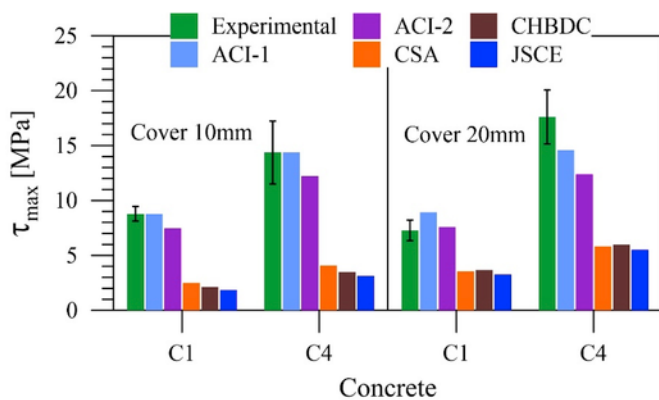 Experimental ACI-2 CHBDC
ACI-1 CSA JSCE
25
20
15
10
5
0
τmax [MPa]
Cover 10mm
Cover 20mm
C1 C4 C1 C4
Concrete